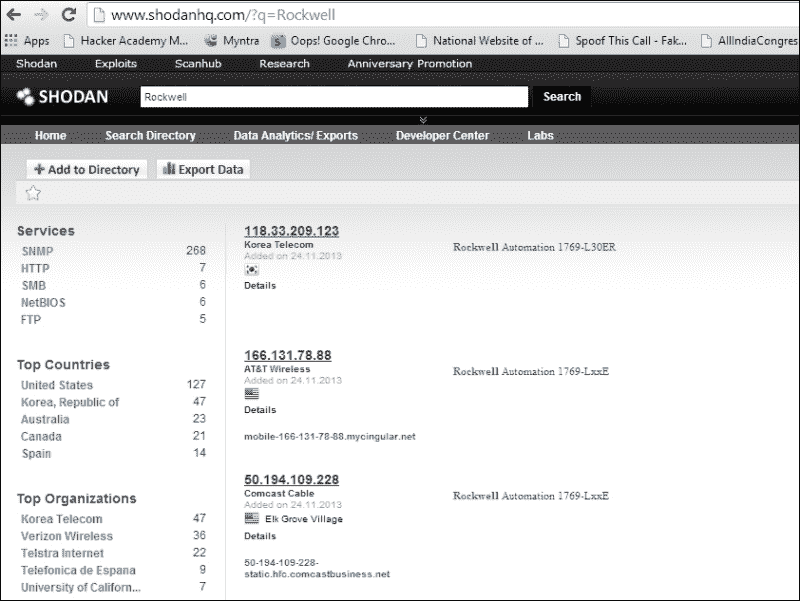 www.shodanhq.com/?q=Rockwell
Apps Hacker Academy M... Myntra Oops! Google Chro... National Website of ... Spoof This Call - Fak... AllIndiaCongres
Shodan Exploits Scanhub Research Anniversary Promotion
SHODAN Rockwell Search
Home Search Directory Data Analytics/Exports Developer Center Labs
Add to Directory Export Data
Services
SNMP 268
HTTP 7
SMB 6
NetBIOS 6
FTP 5
Top Countries
United States 127
Korea, Republic of 47
Australia 23
Canada 21
Spain 14
Top Organizations
Korea Telecom 47
Verizon Wireless 36
Telstra Internet 22
Telefonica de Espana 9
University of Californ... 7
118.33.209.123
Korea Telecom
Added on 24.11.2013
Details
Rockwell Automation 1769-L30ER
166.131.78.88
AT&T Wireless
Added on 24.11.2013
Details
mobile-166-131-78-88.mycingular.net
Rockwell Automation 1769-LxxE
50.194.109.228
Comcast Cable
Added on 24.11.2013
Elk Grove Village
Details
50-194-109-228-
static.hfc.comcastbusiness.net
Rockwell Automation 1769-LxxE